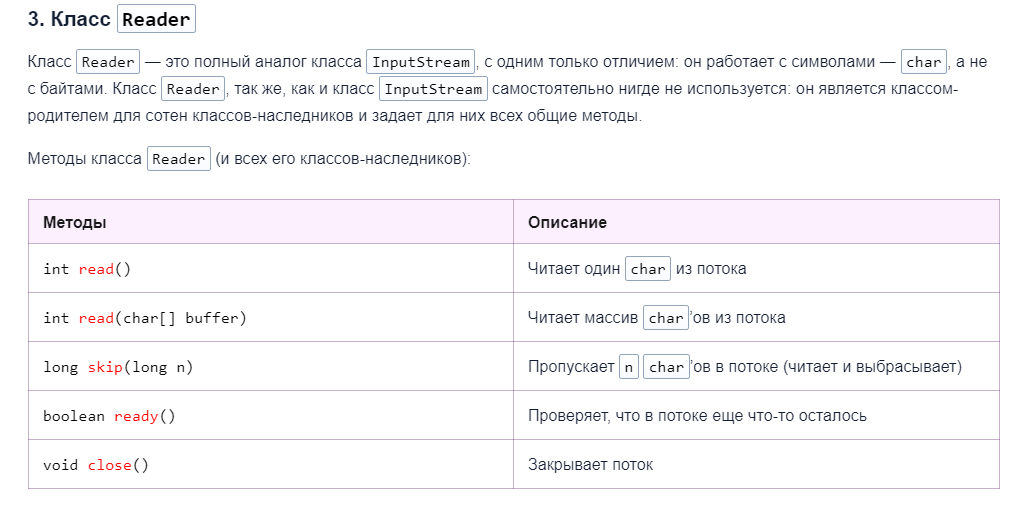 3. Класс Reader
Класс Reader — это полный аналог класса InputStream, с одним только отличием: он работает с символами — char, а не
с байтами. Класс Reader, так же, как и класс InputStream самостоятельно нигде не используется: он является классом-
родителем для сотен классов-наследников и задает для них всех общие методы.
Методы класса Reader (и всех его классов-наследников):
Методы Описание
int read() Читает один char из потока
int read(char[] buffer) Читает массив char’ов из потока
long skip(long n) Пропускает n char’ов в потоке (читает и выбрасывает)
boolean ready() Проверяет, что в потоке еще что-то осталось
void close() Закрывает поток